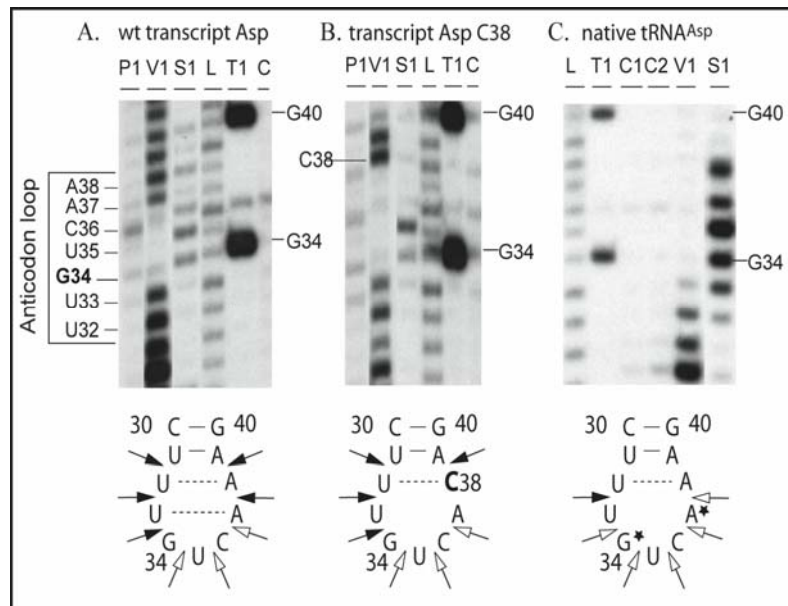 A. wt transcript Asp
B. transcript Asp C38
C. native tRNAAsp
P1 V1 S1 L T1 C
P1 V1 S1 L T1 C
L T1 C1 C2 V1 S1
G40
G40
C38
A38
A37
C36
U35
G34
U33
U32
Anticodon loop
G34
G34
30 C G 40
U A
U A
U A
G U C
34
30 C G 40
U A
U C38
U A
G U C
34
30 C G 40
U A
U A
U A
G U C
34